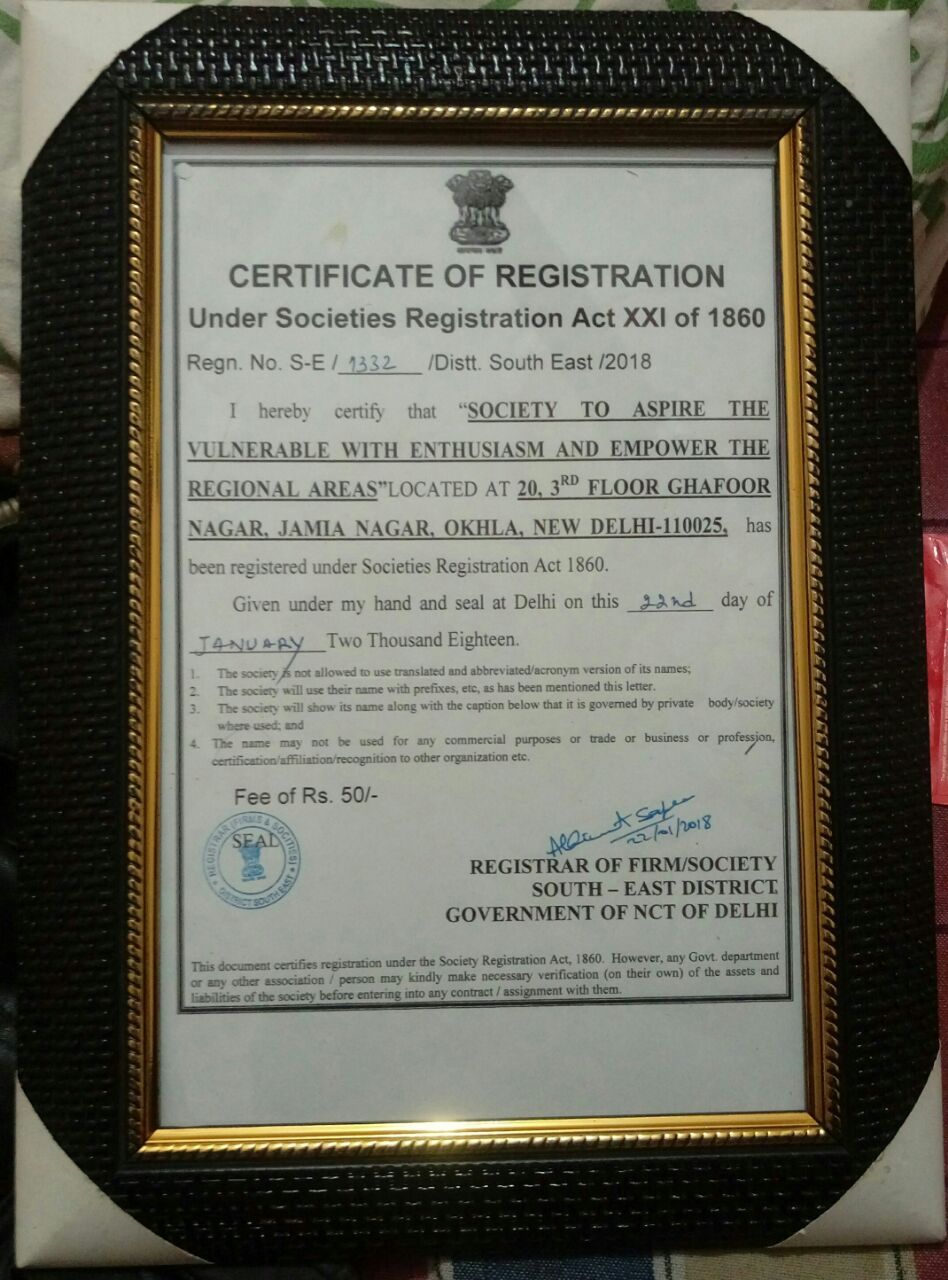 CERTIFICATE OF REGISTRATION
Under Societies Registration Act XXI of 1860
Regn. No. S-E / 1332 /Distt. South East /2018
I hereby certify that “SOCIETY TO ASPIRE THE
VULNERABLE WITH ENTHUSIASM AND EMPOWER THE
REGIONAL AREAS”LOCATED AT 20, 3RD FLOOR GHAFOOR
NAGAR, JAMIA NAGAR, OKHLA, NEW DELHI-110025, has
been registered under Societies Registration Act 1860.
Given under my hand and seal at Delhi on this 22nd day of
JANUARY Two Thousand Eighteen.
1. The society is not allowed to use translated and abbreviated/acronym version of its names;
2. The society will use their name with prefixes, etc, as has been mentioned this letter.
3. The society will show its name along with the caption below that it is governed by private body/society
where used; and
4. The name may not be used for any commercial purposes or trade or business or profession,
certification/affiliation/recognition to other organization etc.
Fee of Rs. 50/-
REGISTRAR (FIRMS & SOCITIES)
SEAL
DISTRICT SOUTH EAST
22/01/2018
REGISTRAR OF FIRM/SOCIETY
SOUTH – EAST DISTRICT
GOVERNMENT OF NCT OF DELHI
This document certifies registration under the Society Registration Act, 1860. However, any Govt. department
or any other association / person may kindly make necessary verification (on their own) of the assets and
liabilities of the society before entering into any contract / assignment with them.